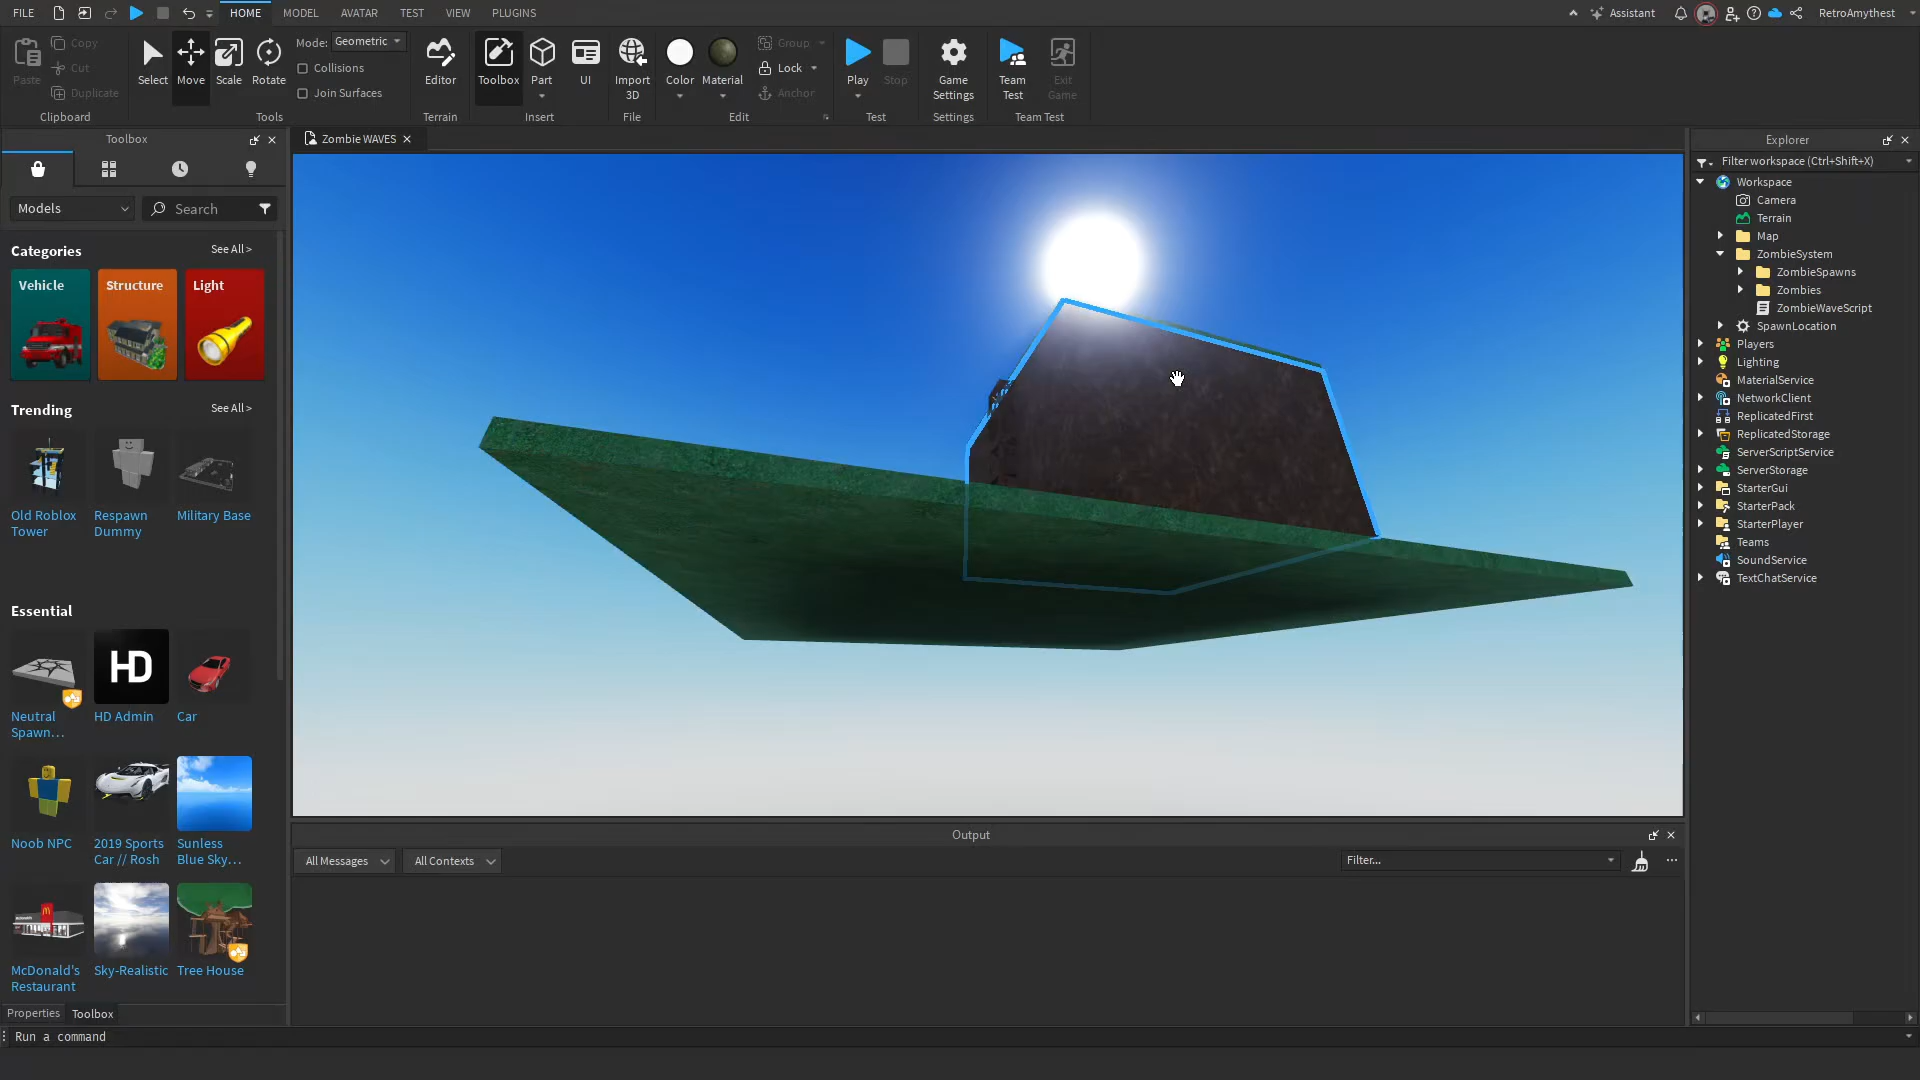 FILE
HOME
MODEL
AVATAR
TEST
VIEW
PLUGINS
Assistant
RetroAmythest
Paste
Copy
Cut
Duplicate
Clipboard
Select
Move
Scale
Rotate
Mode:
Geometric
Collisions
Join Surfaces
Tools
Editor
Terrain
Toolbox
Part
UI
Insert
Import
3D
File
Color
Material
Group
Lock
Anchor
Edit
Play
Stop
Test
Game
Settings
Settings
Team
Test
Exit
Game
Team Test
Toolbox
Models
Search
Categories
See All >
Vehicle
Structure
Light
Trending
See All >
Old Roblox
Tower
Respawn
Dummy
Military Base
Essential
Neutral
Spawn...
HD
HD Admin
Car
Noob NPC
2019 Sports
Car // Rosh
Sunless
Blue Sky...
McDonald's
Restaurant
Sky-Realistic
Tree House
Properties
Toolbox
Run a command
Zombie WAVES
Output
All Messages
All Contexts
Filter...
Explorer
Filter workspace (Ctrl+Shift+X)
Workspace
Camera
Terrain
Map
ZombieSystem
ZombieSpawns
Zombies
ZombieWaveScript
SpawnLocation
Players
Lighting
MaterialService
NetworkClient
ReplicatedFirst
ReplicatedStorage
ServerScriptService
ServerStorage
StarterGui
StarterPack
StarterPlayer
Teams
SoundService
TextChatService